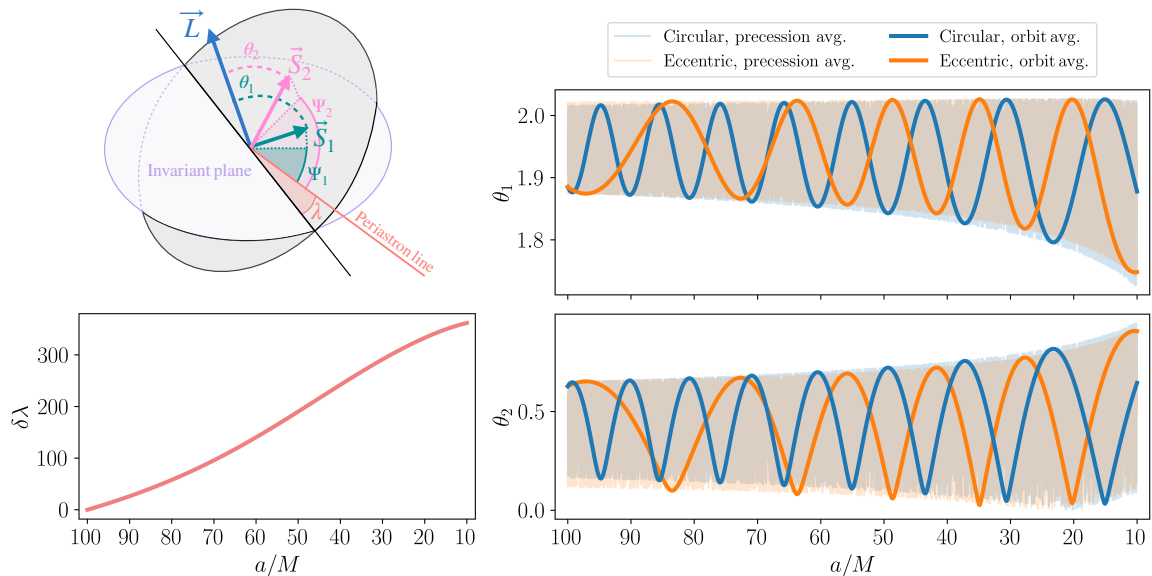 L
θ₂
S₂
θ₁
Ψ₂
S₁
Invariant plane
Ψ₁
λ
Periastron line
Circular, precession avg.
Eccentric, precession avg.
Circular, orbit avg.
Eccentric, orbit avg.
2.0
1.9
1.8
θ₁
300
200
100
0
δλ
100 90 80 70 60 50 40 30 20 10
a/M
0.5
0.0
θ₂
100 90 80 70 60 50 40 30 20 10
a/M